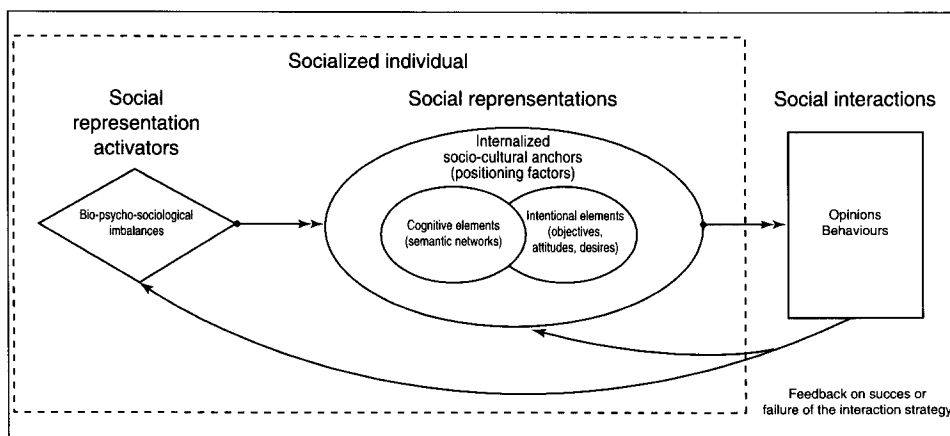 Socialized individual
Social
representation
activators
Bio-psycho-sociological
imbalances
Social reprensentations
Internalized
socio-cultural anchors
(positioning factors)
Cognitive elements
(semantic networks)
Intentional elements
(objectives,
attitudes, desires)
Social interactions
Opinions
Behaviours
Feedback on succes or
failure of the interaction strategy